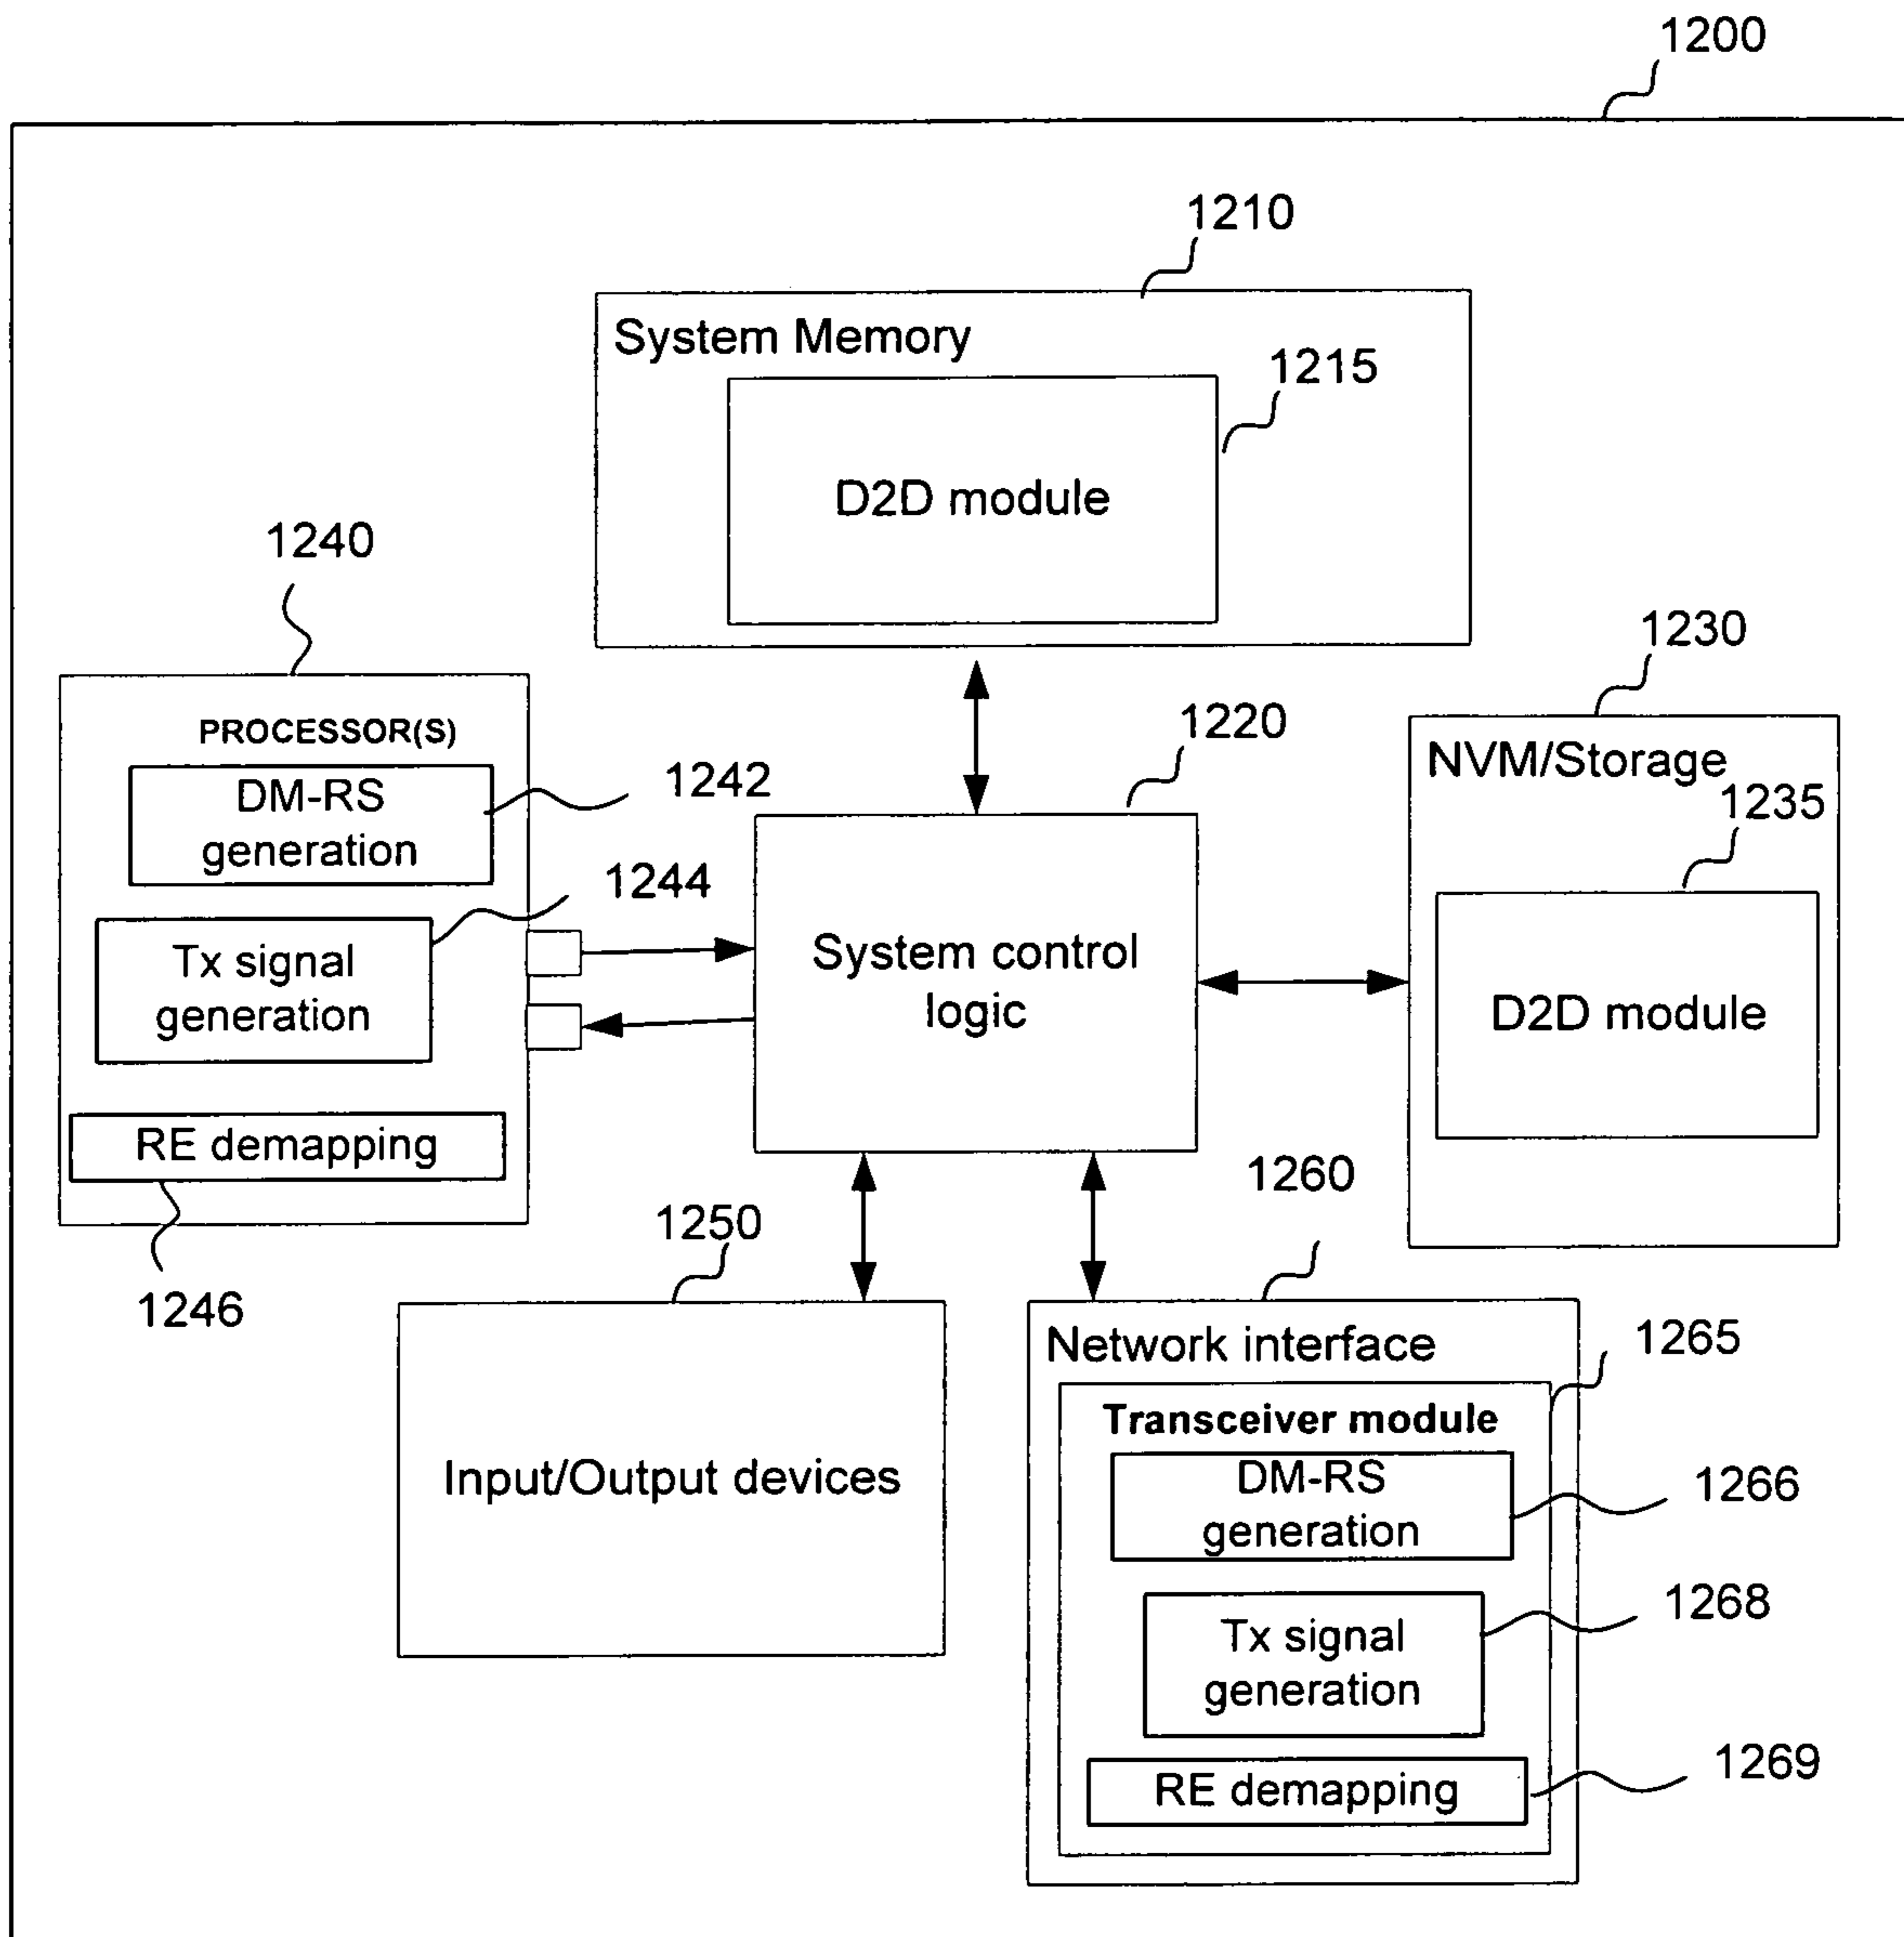 1200
1210
System Memory
1215
D2D module
1240
1230
PROCESSOR(S)
1220
NVM/Storage
DM-RS
generation
1242
1235
1244
Tx signal
generation
System control
logic
D2D module
RE demapping
1260
1250
1246
Network interface
1265
Transceiver module
Input/Output devices
DM-RS
generation
1266
1268
Tx signal
generation
1269
RE demapping